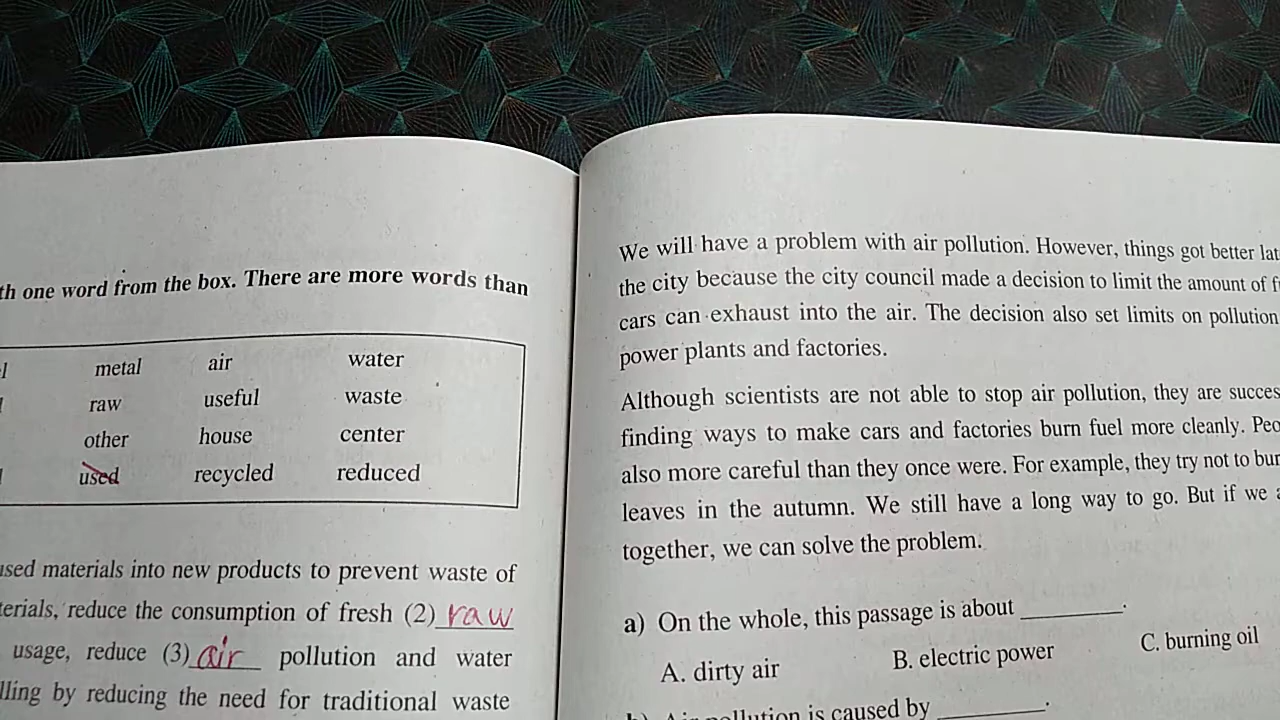 th one word from the box. There are more words than
metal air water
raw useful waste
other house center
used recycled reduced
used materials into new products to prevent waste of
reduce the consumption of fresh (2) raw
usage, reduce (3) air pollution and water
by reducing the need for traditional waste
We will have a problem with air pollution. However, things got better
the city because the city council made a decision to limit the amount of
cars can exhaust into the air. The decision also set limits on pollution
power plants and factories.
Although scientists are not able to stop air pollution, they are
finding ways to make cars and factories burn fuel more cleanly.
also more careful than they once were. For example, they try not to
leaves in the autumn. We still have a long way to go. But if we
together, we can solve the problem.
a) On the whole, this passage is about ________.
A. dirty air B. electric power C. burning oil
b) Air pollution is caused by ________.